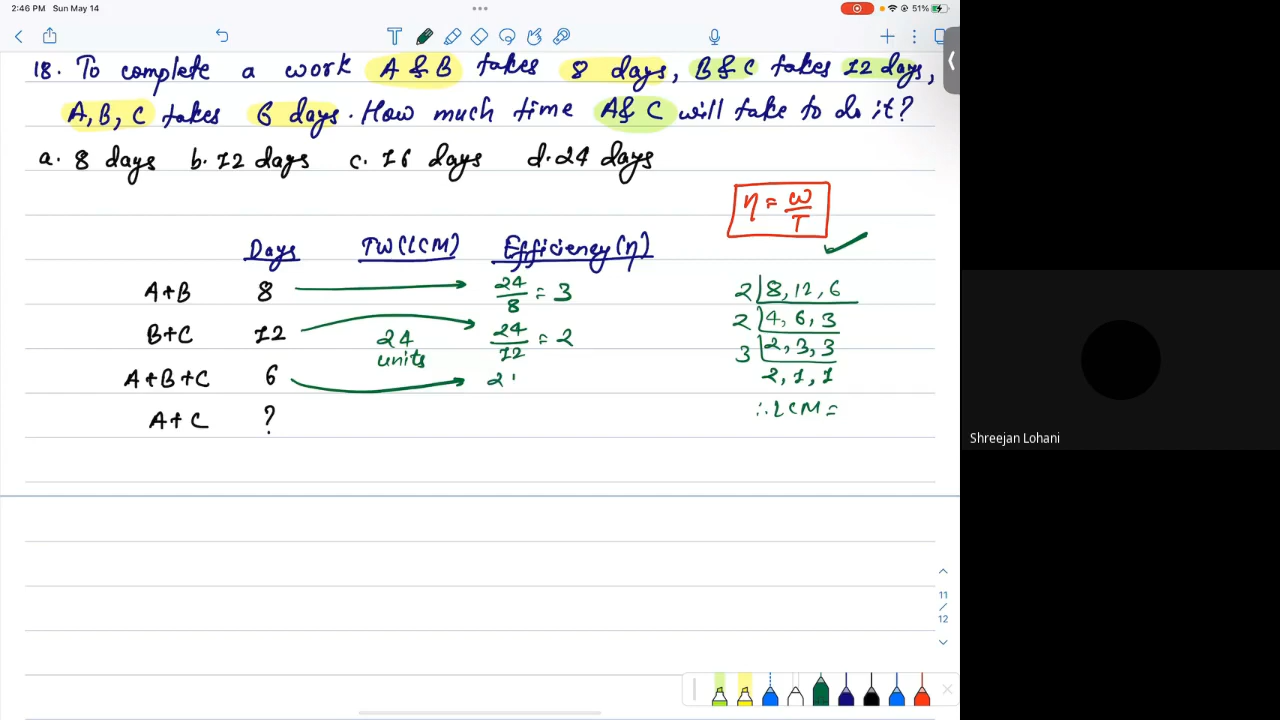 2:46 PM Sun May 14
51%
18. To complete a work A & B takes 8 days, B & C takes 12 days,
A, B, C takes 6 days. How much time A& C will take to do it?
a. 8 days b. 12 days c. 16 days d. 24 days
η = w/T
Days TW (LCM) Efficiency (η)
A+B 8 24/8 = 3 2 8, 12, 6
B+C 12 24 units 24/12 = 2 2 4, 6, 3
3 2, 3, 3
A+B+C 6 2 2, 1, 1
A+C ? ∴ LCM =
Shreejan Lohani
11
/
12